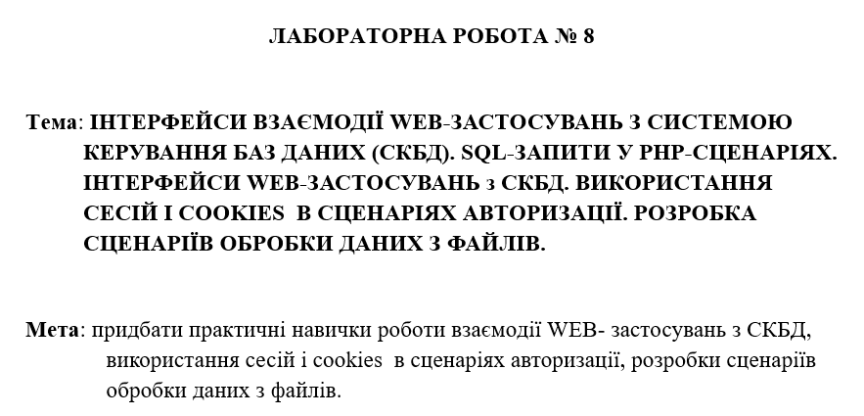 ЛАБОРАТОРНА РОБОТА № 8
Тема: ІНТЕРФЕЙСИ ВЗАЄМОДІЇ WEB-ЗАСТОСУВАНЬ З СИСТЕМОЮ
КЕРУВАННЯ БАЗ ДАНИХ (СКБД). SQL-ЗАПИТИ У PHP-СЦЕНАРІЯХ.
ІНТЕРФЕЙСИ WEB-ЗАСТОСУВАНЬ з СКБД. ВИКОРИСТАННЯ
СЕСІЙ І COOKIES В СЦЕНАРІЯХ АВТОРИЗАЦІЇ. РОЗРОБКА
СЦЕНАРІЇВ ОБРОБКИ ДАНИХ З ФАЙЛІВ.
Мета: придбати практичні навички роботи взаємодії WEB- застосувань з СКБД,
використання сесій і cookies в сценаріях авторизації, розробки сценаріїв
обробки даних з файлів.